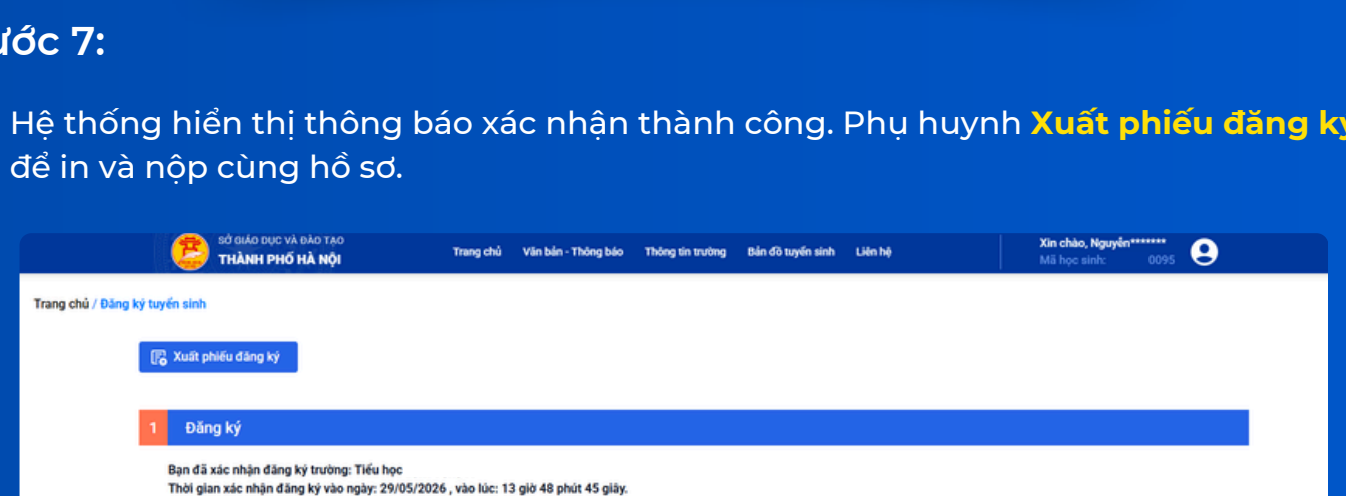 ước 7:
Hệ thống hiển thị thông báo xác nhận thành công. Phụ huynh Xuất phiếu đăng ký
để in và nộp cùng hồ sơ.
SỞ GIÁO DỤC VÀ ĐÀO TẠO
THÀNH PHỐ HÀ NỘI
Trang chủ Văn bản - Thông báo Thông tin trường Bản đồ tuyển sinh Liên hệ
Xin chào, Nguyễn*******
Mã học sinh: 0095
Trang chủ / Đăng ký tuyển sinh
Xuất phiếu đăng ký
1 Đăng ký
Bạn đã xác nhận đăng ký trường: Tiểu học
Thời gian xác nhận đăng ký vào ngày: 29/05/2026 , vào lúc: 13 giờ 48 phút 45 giây.